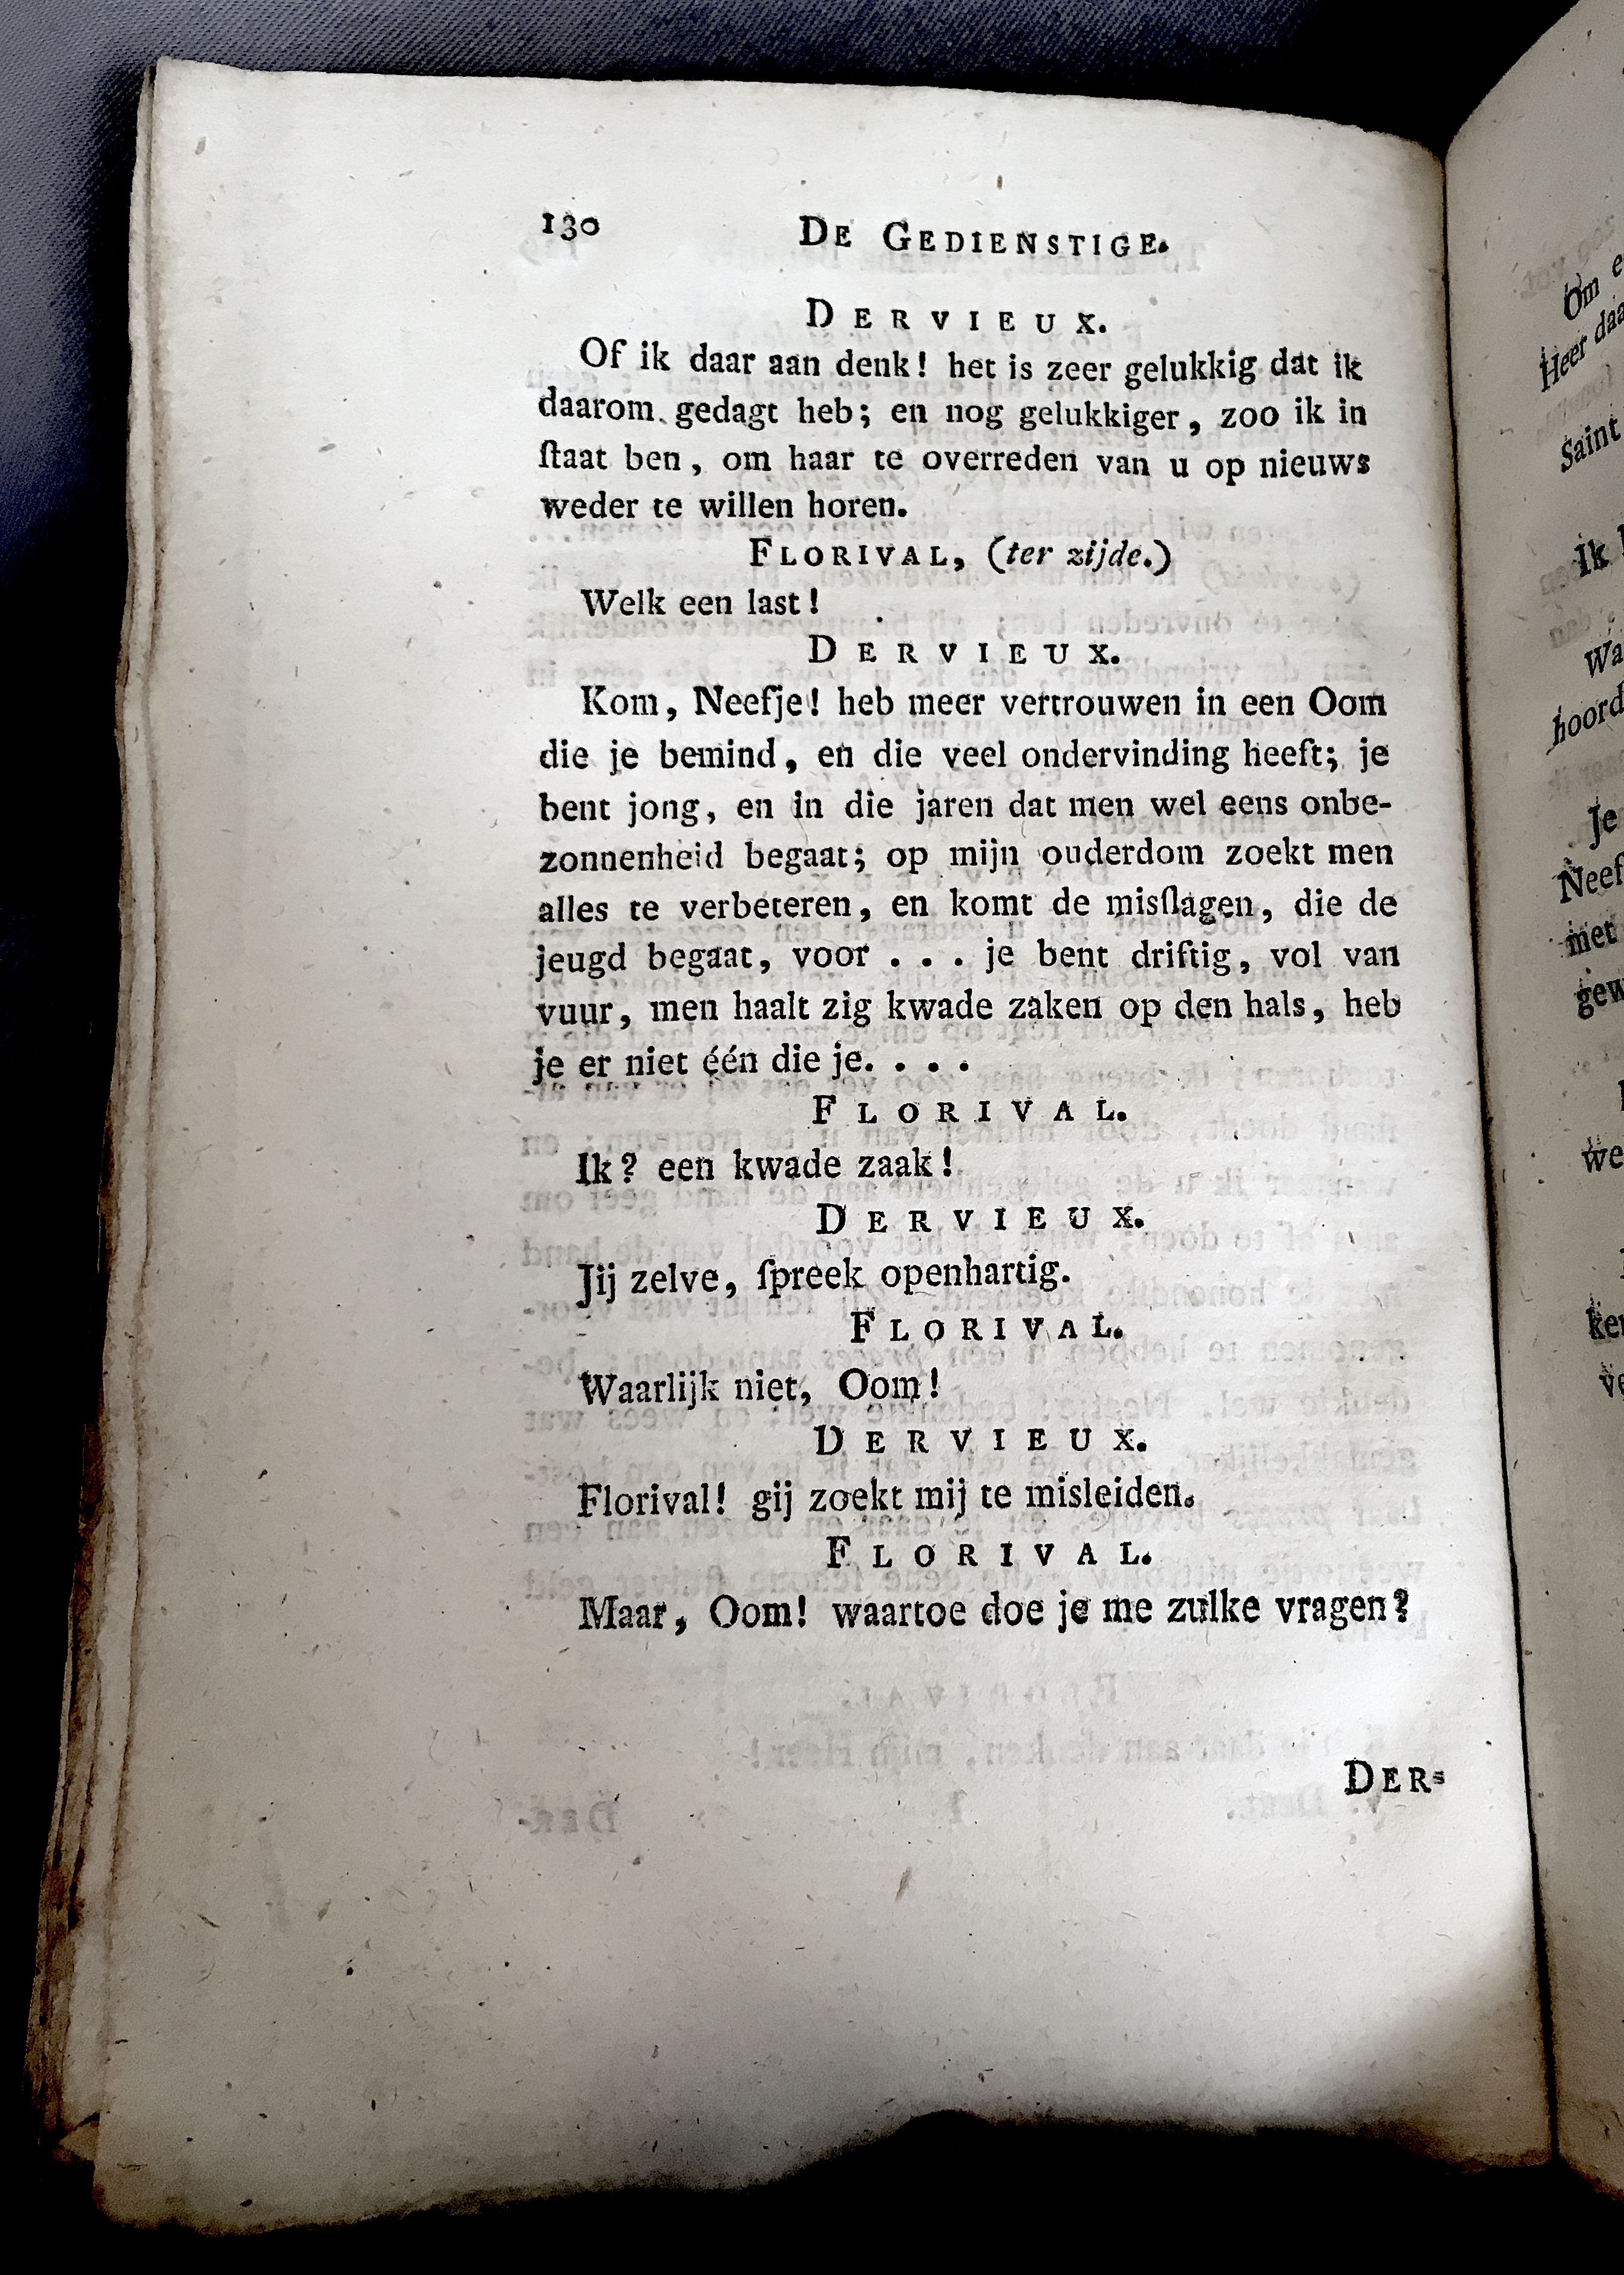 130 DE GEDIENSTIGE.
DERVIEUX.
Of ik daar aan denk! het is zeer gelukkig dat ik
daarom gedagt heb; en nog gelukkiger, zoo ik in
ſtaat ben, om haar te overreden van u op nieuws
weder te willen horen.
FLORIVAL, (ter zijde.)
Welk een last!
DERVIEUX.
Kom, Neefje! heb meer vertrouwen in een Oom
die je bemind, en die veel ondervinding heeft; je
bent jong, en in die jaren dat men wel eens onbe-
zonnenheid begaat; op mijn ouderdom zoekt men
alles te verbeteren, en komt de misſlagen, die de
jeugd begaat, voor . . . je bent driftig, vol van
vuur, men haalt zig kwade zaken op den hals, heb
je er niet één die je. . . .
FLORIVAL.
Ik? een kwade zaak!
DERVIEUX.
Jij zelve, ſpreek openhartig.
FLORIVAL.
Waarlijk niet, Oom!
DERVIEUX.
Florival! gij zoekt mij te misleiden.
FLORIVAL.
Maar, Oom! waartoe doe je me zulke vragen?
DER-
Om
Heer
Saint
Ik
hoord
Je
met